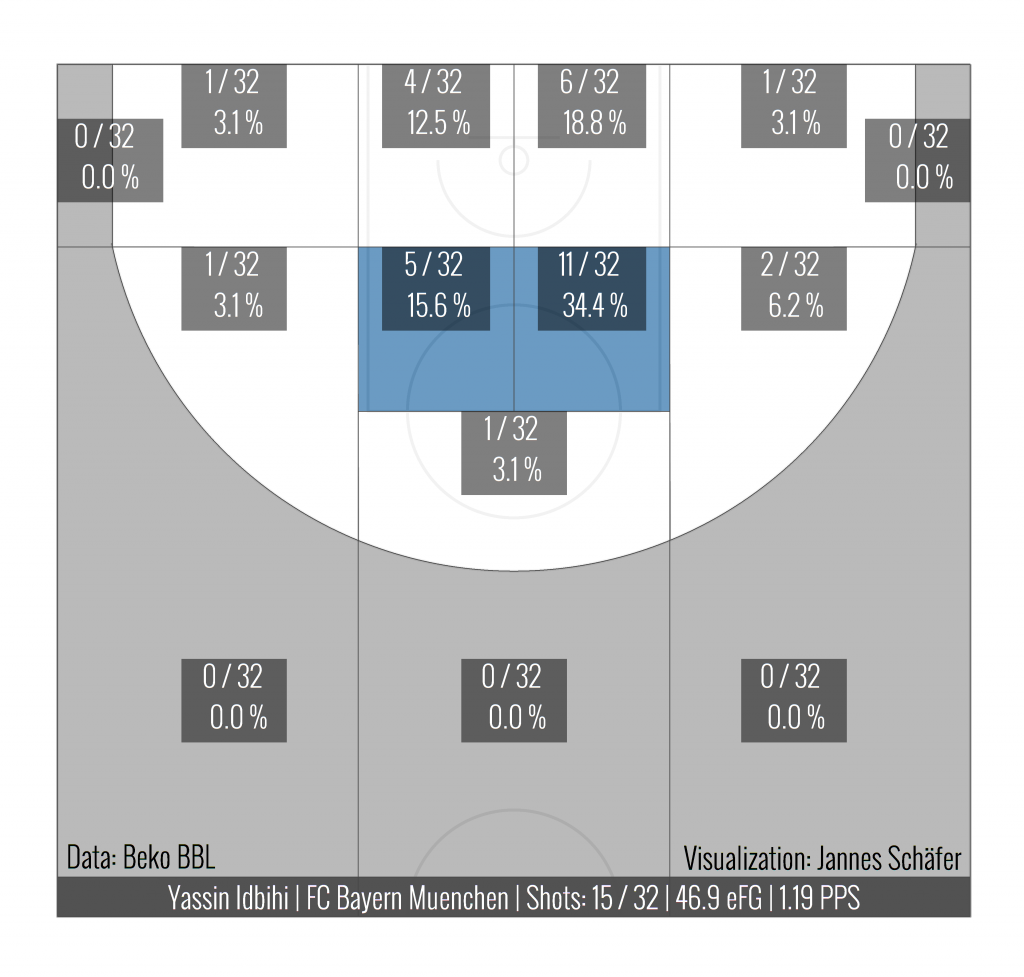 1 / 32
3.1 %
4 / 32
12.5 %
6 / 32
18.8 %
1 / 32
3.1 %
0 / 32
0.0 %
0 / 32
0.0 %
1 / 32
3.1 %
5 / 32
15.6 %
11 / 32
34.4 %
2 / 32
6.2 %
1 / 32
3.1 %
0 / 32
0.0 %
0 / 32
0.0 %
0 / 32
0.0 %
Data: Beko BBL
Visualization: Jannes Schäfer
Yassin Idbihi | FC Bayern Muenchen | Shots: 15 / 32 | 46.9 eFG | 1.19 PPS